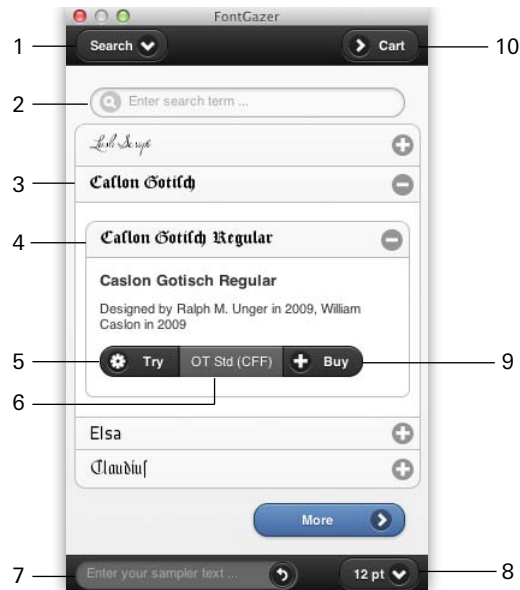 FontGazer
1 Search Cart 10
2 Enter search term ...
Leslie Script
3 Caſlon Gotiſch
4 Caſlon Gotiſch Regular
Caslon Gotisch Regular
Designed by Ralph M. Unger in 2009, William
Caslon in 2009
5 Try OT Std (CFF) Buy 9
6
Elsa
Claudiuſ
More
7 Enter your sampler text ... 12 pt 8